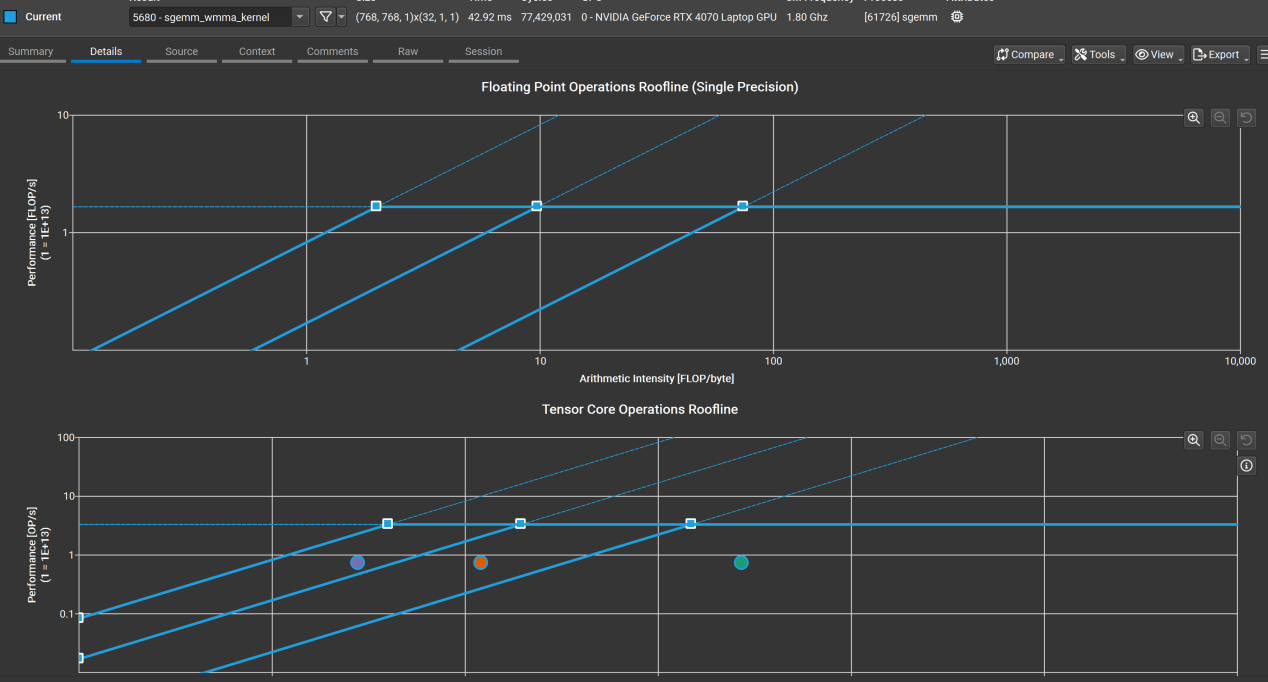 Current
5680 - sgemm_wmma_kernel
(768, 768, 1)x(32, 1, 1) 42.92 ms 77,429,031 0 - NVIDIA GeForce RTX 4070 Laptop GPU 1.80 Ghz [61726] sgemm
Summary Details Source Context Comments Raw Session
Compare Tools View Export
Floating Point Operations Roofline (Single Precision)
10
1
Performance [FLOP/s]
(1 = 1E+13)
1 10 100 1,000 10,000
Arithmetic Intensity [FLOP/byte]
Tensor Core Operations Roofline
100
10
1
0.1
Performance [OP/s]
(1 = 1E+13)